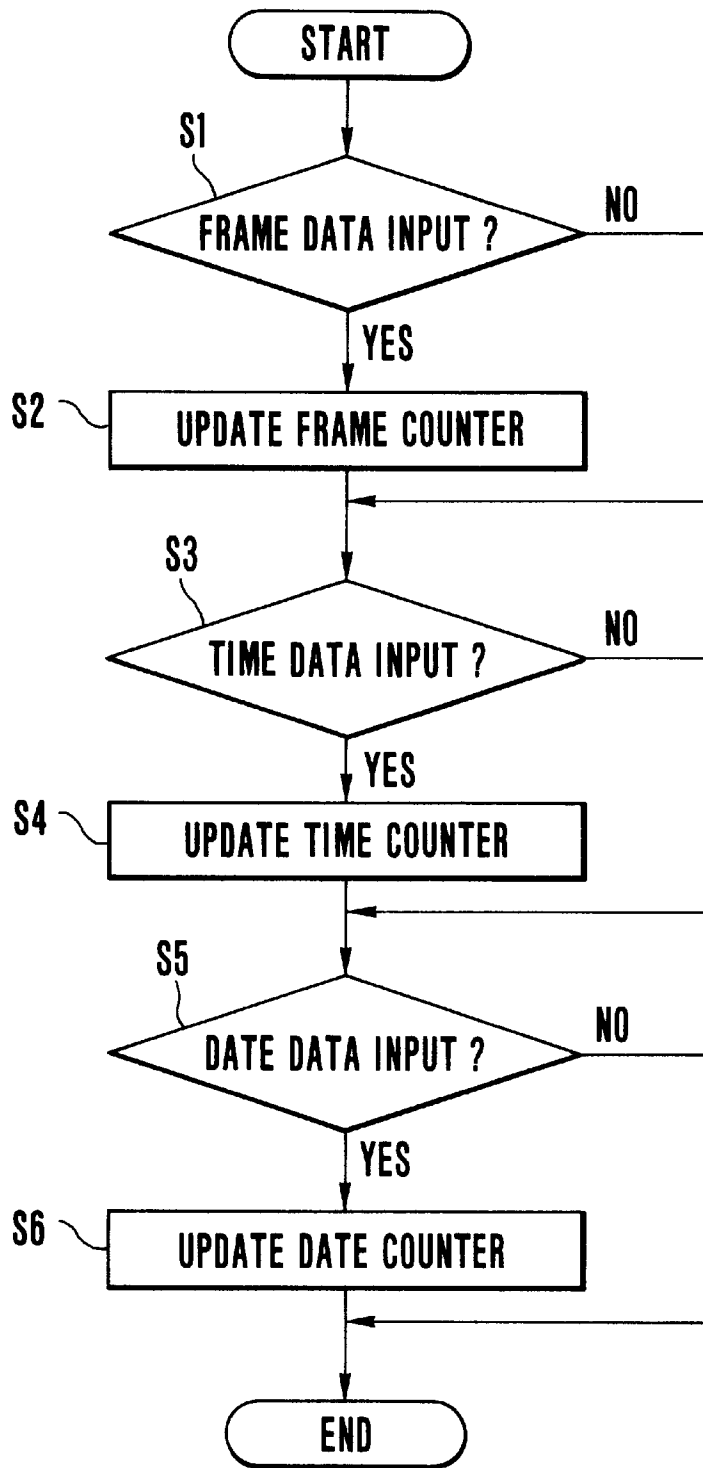 START
S1
FRAME DATA INPUT ?
NO
YES
S2
UPDATE FRAME COUNTER
S3
TIME DATA INPUT ?
NO
YES
S4
UPDATE TIME COUNTER
S5
DATE DATA INPUT ?
NO
YES
S6
UPDATE DATE COUNTER
END